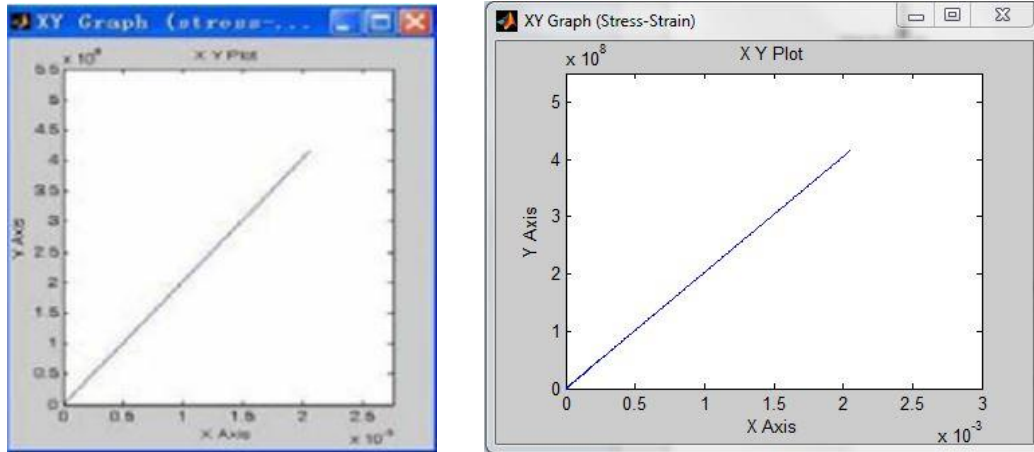 XY Graph (stress-...
x 10
X Y Plot
5.5
5
4.5
4
3.5
3
2.5
2
1.5
1
0.5
0
Y Axis
0 0.5 1 1.5 2 2.5
X Axis
x 10
XY Graph (Stress-Strain)
x 10⁸
X Y Plot
5
4
3
2
1
0
Y Axis
0 0.5 1 1.5 2 2.5 3
X Axis
x 10⁻³